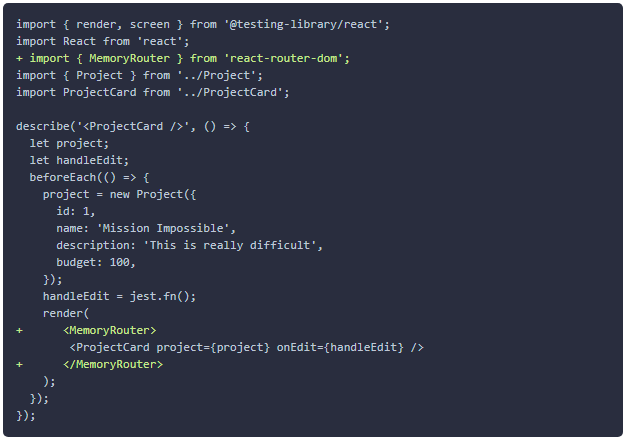 import { render, screen } from '@testing-library/react';
import React from 'react';
+ import { MemoryRouter } from 'react-router-dom';
import { Project } from '../Project';
import ProjectCard from '../ProjectCard';

describe('<ProjectCard />', () => {
  let project;
  let handleEdit;
  beforeEach(() => {
    project = new Project({
      id: 1,
      name: 'Mission Impossible',
      description: 'This is really difficult',
      budget: 100,
    });
    handleEdit = jest.fn();
    render(
+      <MemoryRouter>
        <ProjectCard project={project} onEdit={handleEdit} />
+      </MemoryRouter>
    );
  });
});